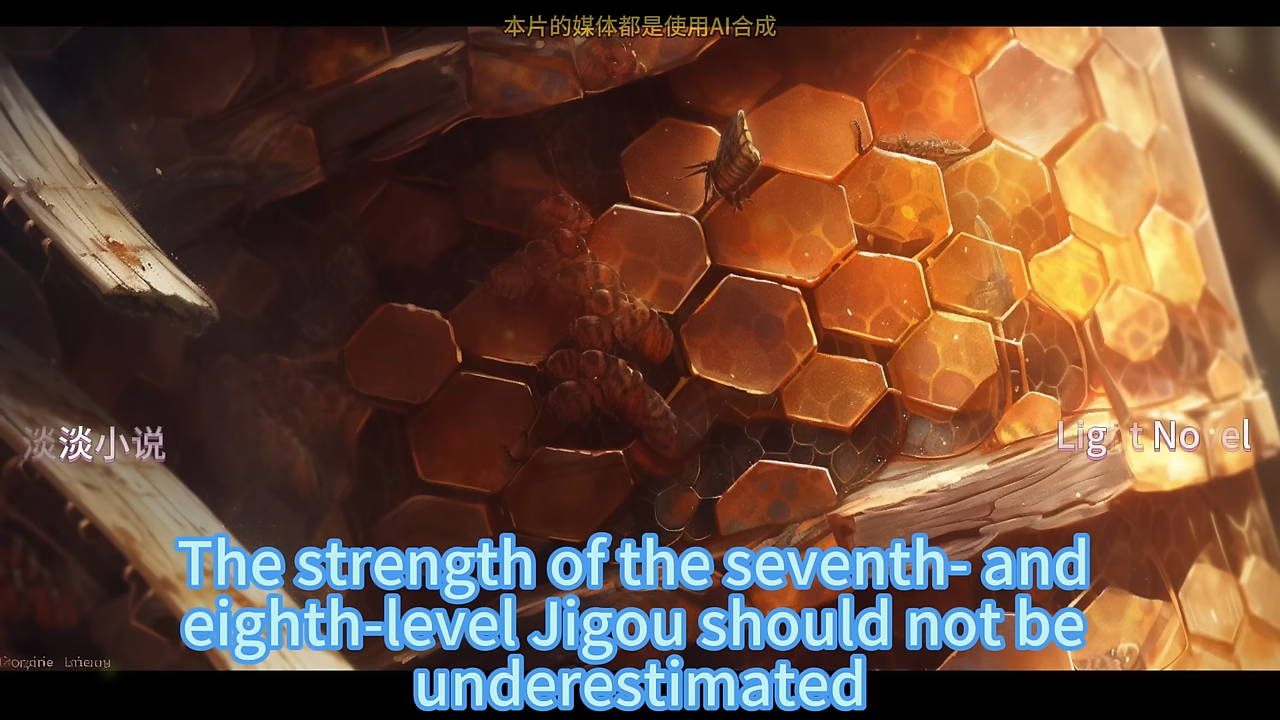 本片的媒体都是使用AI合成
淡淡小说
The strength of the seventh- and
eighth-level Jigou should not be
underestimated